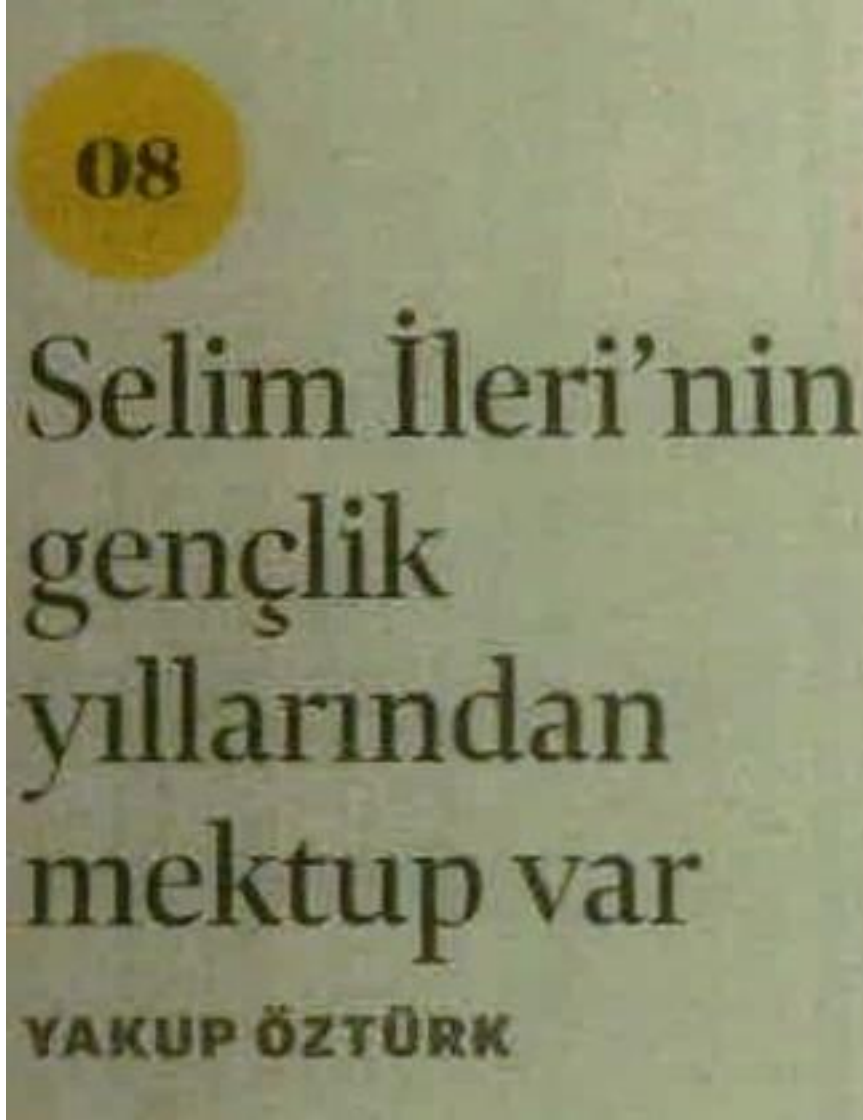 08
Selim İleri’nin
gençlik
yıllarından
mektup var
YAKUP ÖZTÜRK